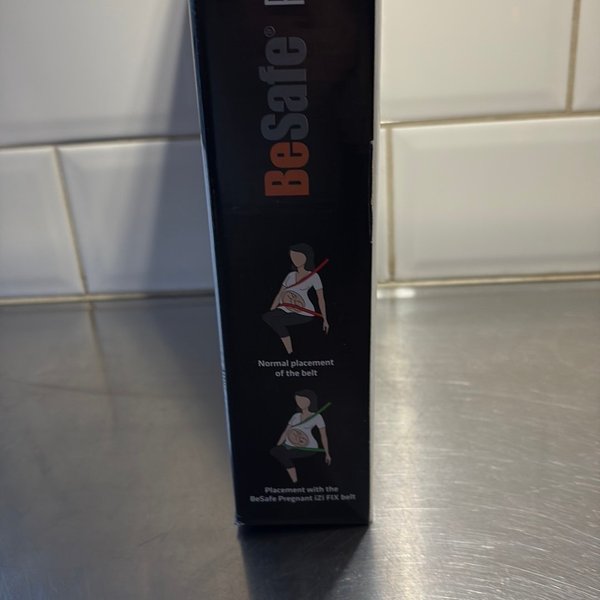 BeSafe®
Normal placement
of the belt
Placement with the
BeSafe Pregnant iZi FIX belt